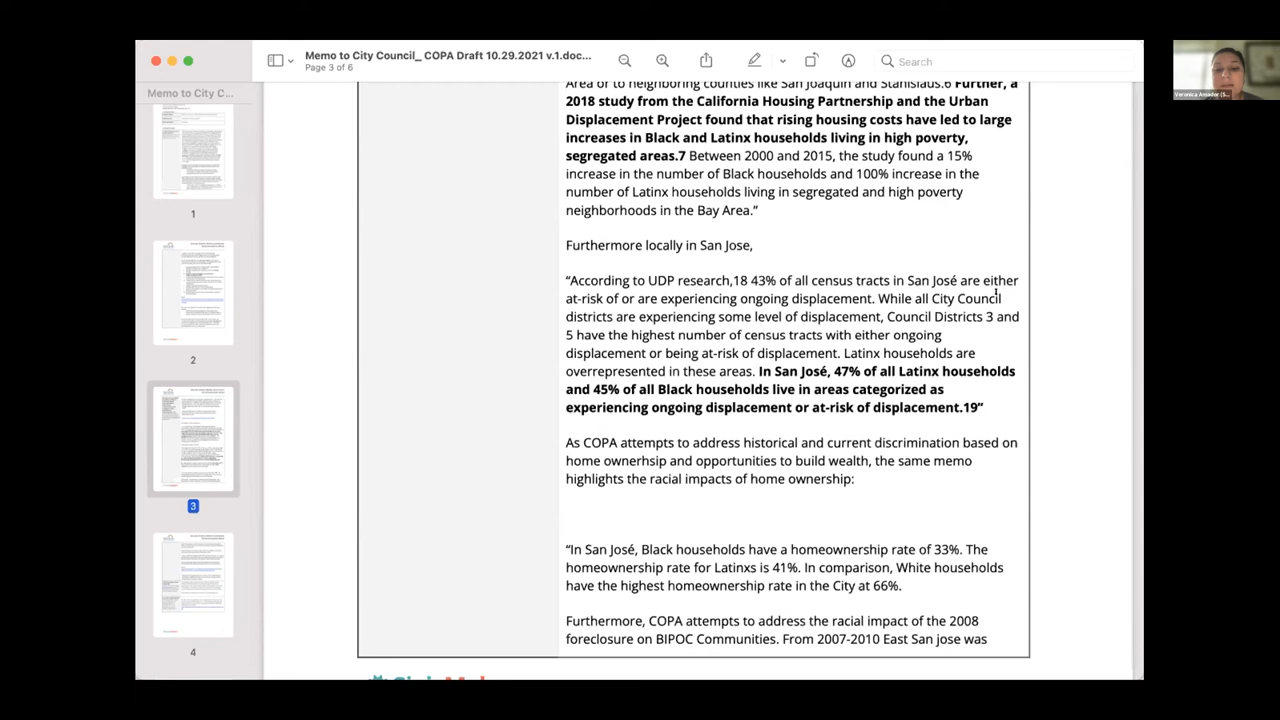 Memo to City Council_ COPA Draft 10.29.2021 v.1.doc...
Page 3 of 6
Search
Veronica Amador (S...
Memo to City C...
1
2
3
4
Area or to neighboring counties like San Joaquin and Stanislaus.6 Further, a
2019 study from the California Housing Partnership and the Urban
Displacement Project found that rising housing costs have led to large
increases in Black and Latinx households living in high poverty,
segregated areas.7 Between 2000 and 2015, the study found a 15%
increase in the number of Black households and 100% increase in the
number of Latinx households living in segregated and high poverty
neighborhoods in the Bay Area.”
Furthermore locally in San Jose,
“According to UDP research, 18 43% of all census tracts in San José are either
at-risk of or are experiencing ongoing displacement. While all City Council
districts are experiencing some level of displacement, Council Districts 3 and
5 have the highest number of census tracts with either ongoing
displacement or being at-risk of displacement. Latinx households are
overrepresented in these areas. In San José, 47% of all Latinx households
and 45% of all Black households live in areas categorized as
experiencing ongoing displacement or at-risk of displacement.19”
As COPA attempts to address historical and current discrimination based on
home ownersip and opportunities to build wealth, the same memo
highlights the racial impacts of home ownership:
“In San José, Black households have a homeownership rate of 33%. The
homeownership rate for Latinxs is 41%. In comparison, White households
have the highest homeownership rate in the City at 66%.
Furthermore, COPA attempts to address the racial impact of the 2008
foreclosure on BIPOC Communities. From 2007-2010 East San jose was